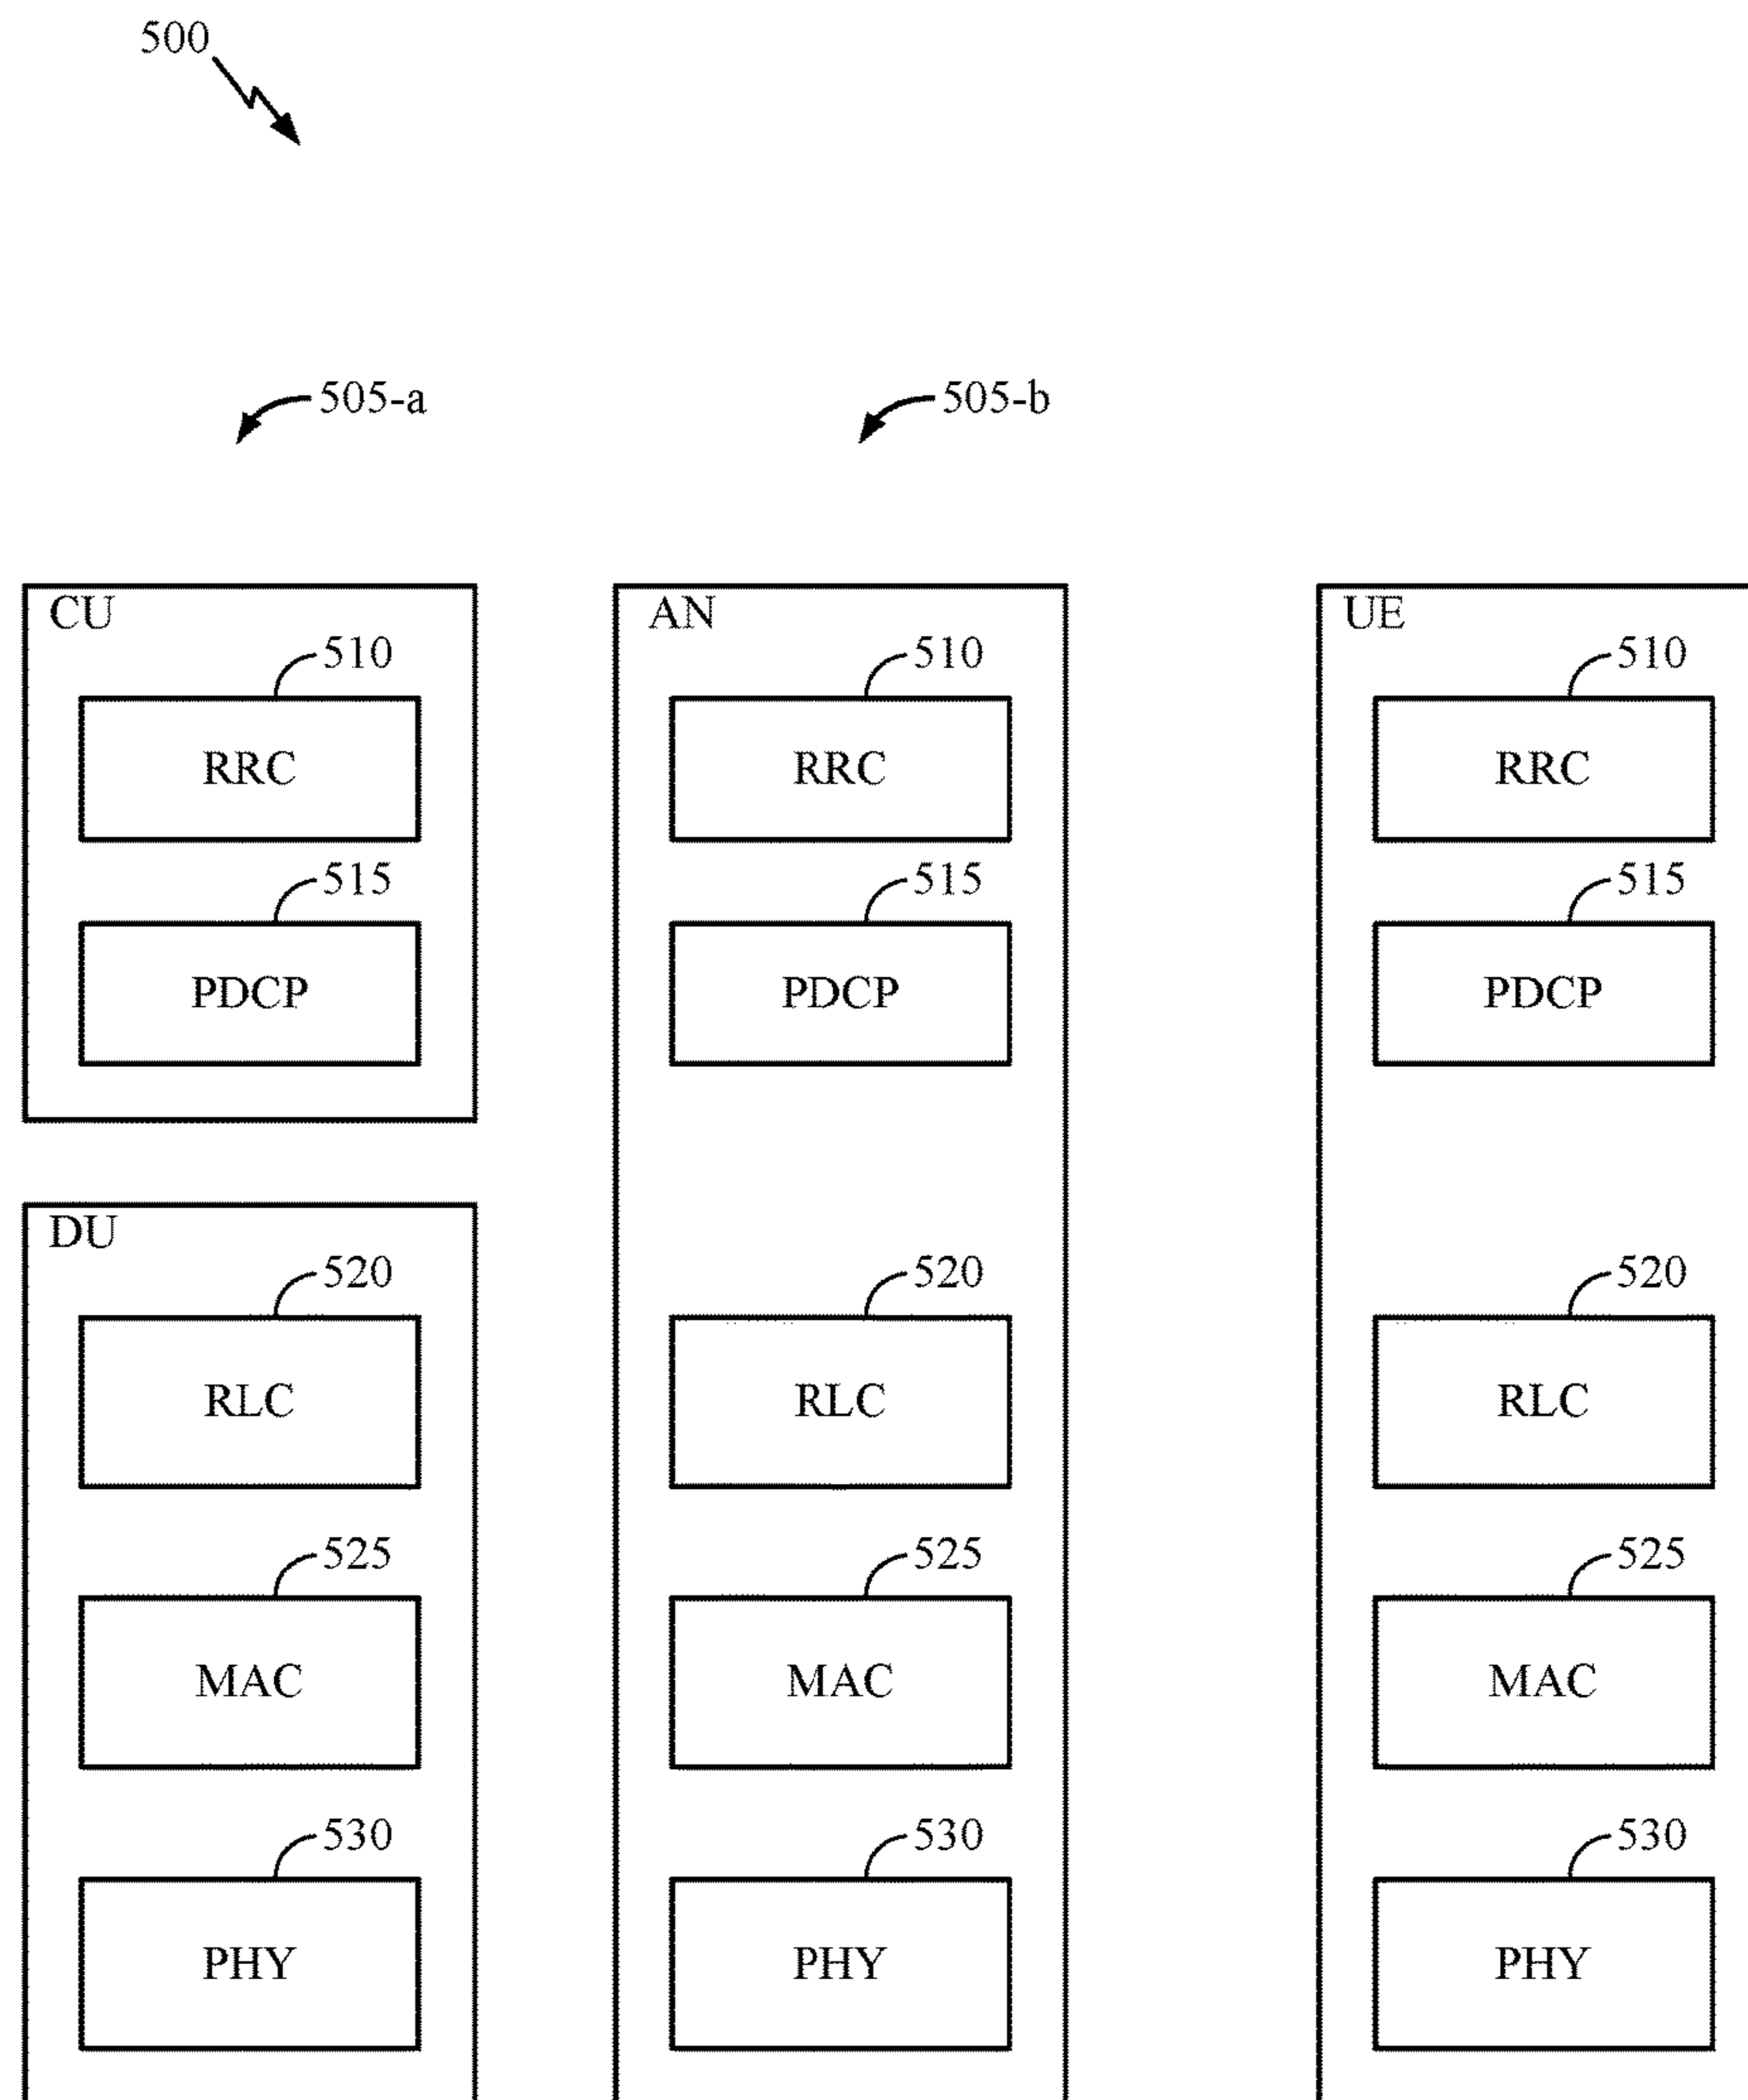 500
505-a 505-b
CU AN UE
510 510 510
RRC RRC RRC
515 515 515
PDCP PDCP PDCP
DU
520 520 520
RLC RLC RLC
525 525 525
MAC MAC MAC
530 530 530
PHY PHY PHY